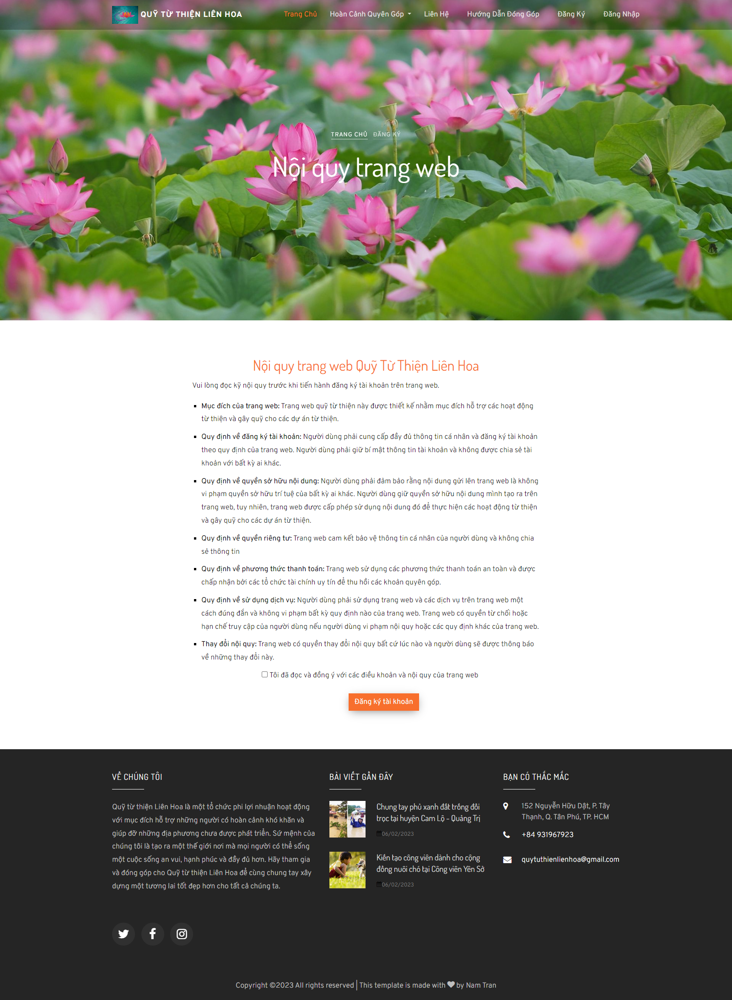 QUỸ TỪ THIỆN LIÊN HOA
Trang Chủ
Hoàn Cảnh Quyên Góp
Liên Hệ
Hướng Dẫn Đóng Góp
Đăng Ký
Đăng Nhập
TRANG CHỦ ĐĂNG KÝ
Nội quy trang web
Nội quy trang web Quỹ Từ Thiện Liên Hoa
Vui lòng đọc kỹ nội quy trước khi tiến hành đăng ký tài khoản trên trang web.
Mục đích của trang web: Trang web quỹ từ thiện này được thiết kế nhằm mục đích hỗ trợ các hoạt động
từ thiện và gây quỹ cho các dự án từ thiện.
Quy định về đăng ký tài khoản: Người dùng phải cung cấp đầy đủ thông tin cá nhân và đăng ký tài khoản
theo quy định của trang web. Người dùng phải giữ bí mật thông tin tài khoản và không được chia sẻ tài
khoản với bất kỳ ai khác.
Quy định về quyền sở hữu nội dung: Người dùng phải đảm bảo rằng nội dung gửi lên trang web là không
vi phạm quyền sở hữu trí tuệ của bất kỳ ai khác. Người dùng giữ quyền sở hữu nội dung mình tạo ra trên
trang web, tuy nhiên, trang web được cấp phép sử dụng nội dung đó để thực hiện các hoạt động từ thiện
và gây quỹ cho các dự án từ thiện.
Quy định về quyền riêng tư: Trang web cam kết bảo vệ thông tin cá nhân của người dùng và không chia
sẻ thông tin
Quy định về phương thức thanh toán: Trang web sử dụng các phương thức thanh toán an toàn và được
chấp nhận bởi các tổ chức tài chính uy tín để thu hồi các khoản quyên góp.
Quy định về sử dụng dịch vụ: Người dùng phải sử dụng trang web và các dịch vụ trên trang web một
cách đúng đắn và không vi phạm bất kỳ quy định nào của trang web. Trang web có quyền từ chối hoặc
hạn chế truy cập của người dùng nếu người dùng vi phạm nội quy hoặc các quy định khác của trang web.
Thay đổi nội quy: Trang web có quyền thay đổi nội quy bất cứ lúc nào và người dùng sẽ được thông báo
về những thay đổi này.
Tôi đã đọc và đồng ý với các điều khoản và nội quy của trang web
Đăng ký tài khoản
VỀ CHÚNG TÔI
Quỹ từ thiện Liên Hoa là một tổ chức phi lợi nhuận hoạt động
với mục đích hỗ trợ những người có hoàn cảnh khó khăn và
giúp đỡ những địa phương chưa được phát triển. Sứ mệnh của
chúng tôi là tạo ra một thế giới nơi mà mọi người có thể sống
một cuộc sống an vui, hạnh phúc và đầy đủ hơn. Hãy tham gia
và đóng góp cho Quỹ từ thiện Liên Hoa để cùng chung tay xây
dựng một tương lai tốt đẹp hơn cho tất cả chúng ta.
BÀI VIẾT GẦN ĐÂY
Chung tay phủ xanh đất trống đồi
trọc tại huyện Cam Lộ - Quảng Trị
06/02/2023
Kiến tạo công viên dành cho cộng
đồng nuôi chó tại Công viên Yên Sở
06/02/2023
BẠN CÓ THẮC MẮC
152 Nguyễn Hữu Dật, P. Tây
Thạnh, Q. Tân Phú, TP. HCM
+84 931967923
quytuthienlienhoa@gmail.com
Copyright ©2023 All rights reserved | This template is made with ♥ by Nam Tran